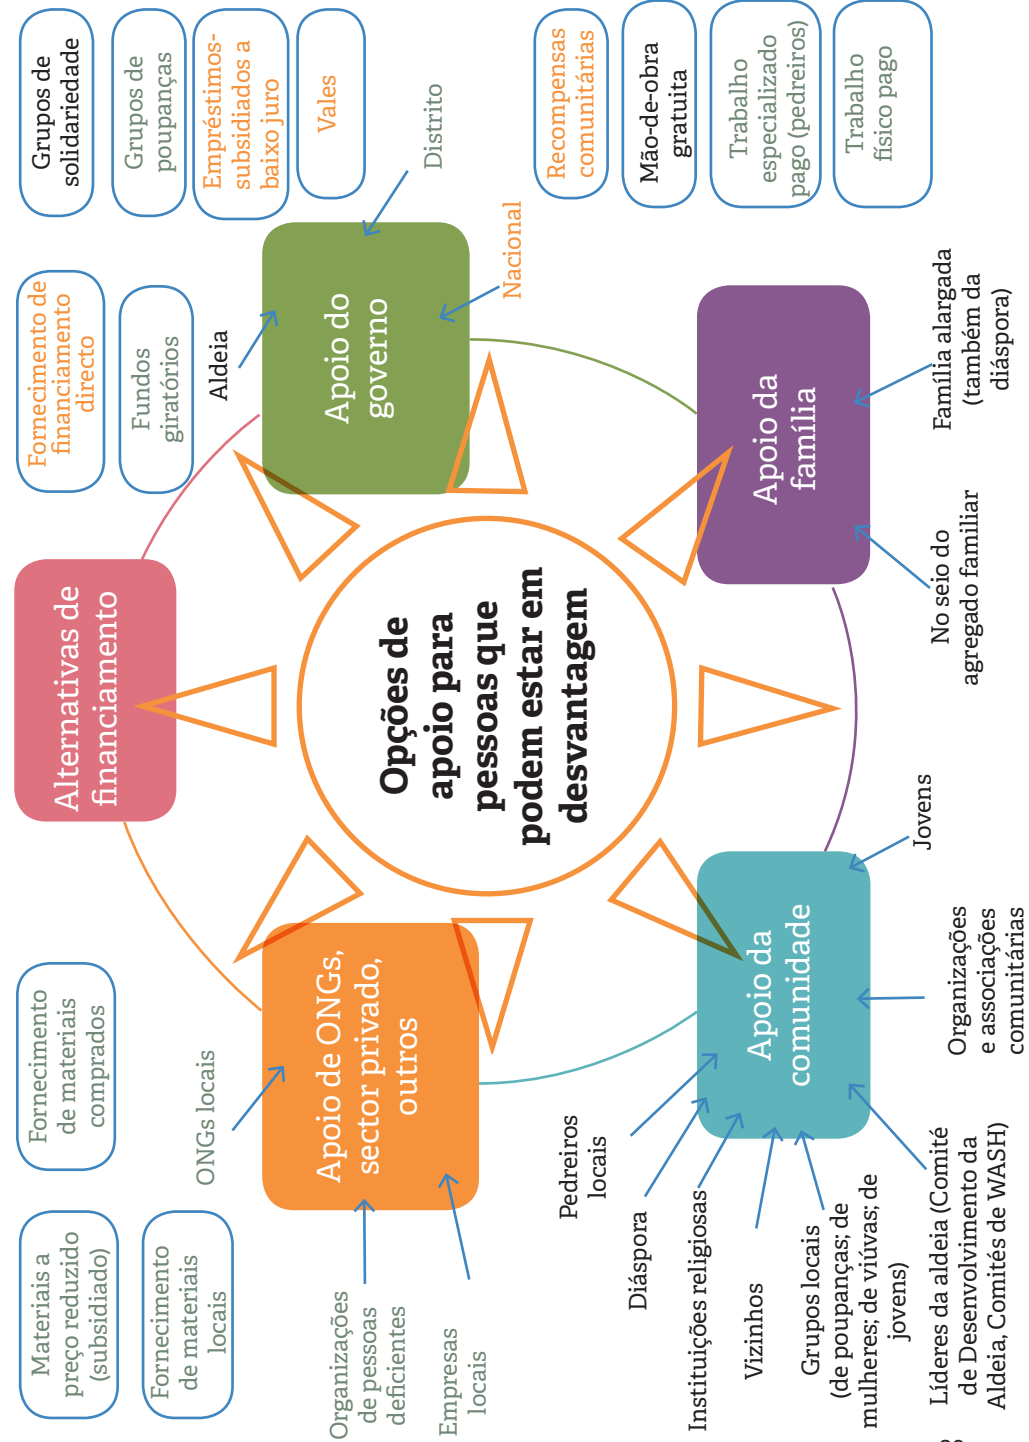 Materiais a
preço reduzido
(subsidiado)
Fornecimento
de materiais
locais
Fornecimento
de materiais
comprados
Alternativas de
financiamento
Fornecimento de
financiamento
directo
Fundos
giratórios
Grupos de
solidariedade
Grupos de
poupanças
Empréstimos-
subsidiados a
baixo juro
Vales
ONGs locais
Apoio de ONGs,
sector privado,
outros
Organizações
de pessoas
deficientes
Empresas
locais
Opções de
apoio para
pessoas que
podem estar em
desvantagem
Aldeia
Apoio do
governo
Distrito
Nacional
Pedreiros
locais
Diáspora
Instituições religiosas
Vizinhos
Grupos locais
(de poupanças; de
mulheres; de viúvas; de
jovens)
Líderes da aldeia (Comité
de Desenvolvimento da
Aldeia, Comités de WASH)
Apoio da
comunidade
Organizações
e associações
comunitárias
Jovens
Apoio da
família
No seio do
agregado familiar
Família alargada
(também da
diáspora)
Recompensas
comunitárias
Mão-de-obra
gratuita
Trabalho
especializado
pago (pedreiros)
Trabalho
físico pago